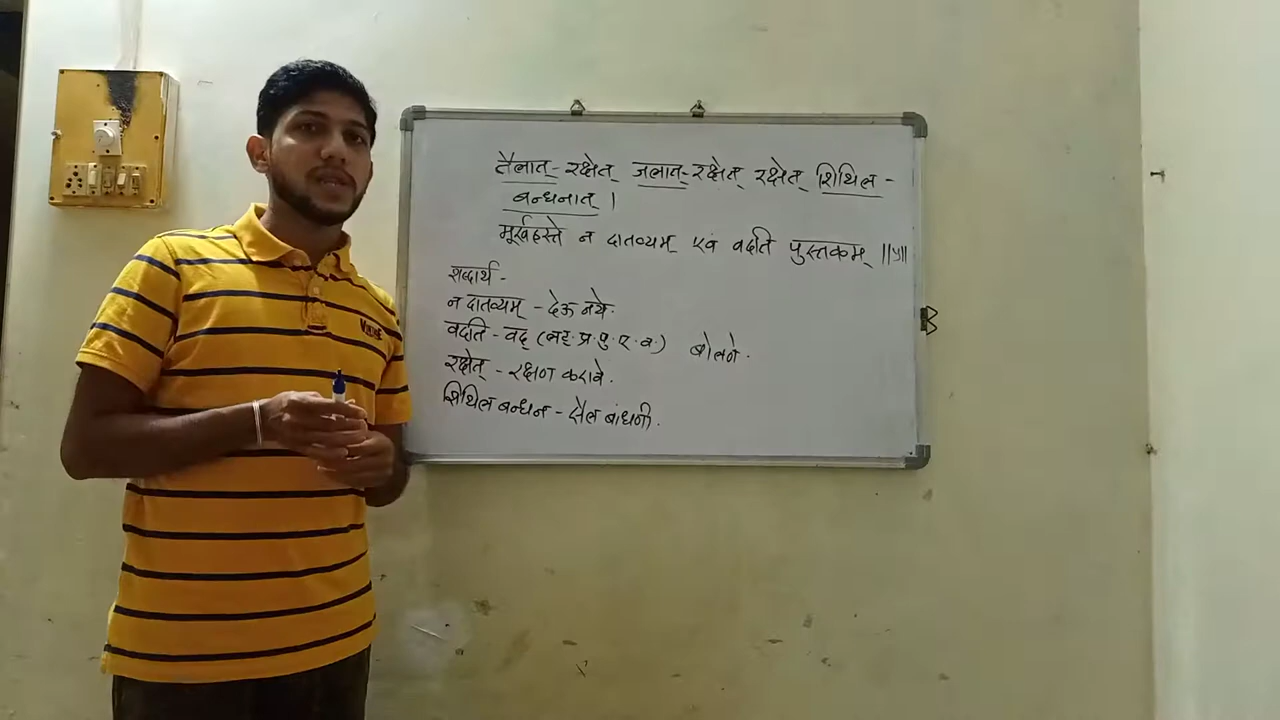 तैलात्-रक्षेत् जलात्-रक्षेत् रक्षेत् शिथिल-
बन्धनात् ।
मूर्खहस्ते न दातव्यम् एवं वदति पुस्तकम् ॥५॥
शब्दार्थ -
न दातव्यम् - देऊ नये.
वदति - वद् (लट्. प्र. पु. ए. व.) बोलणे.
रक्षेत् - रक्षण करावे.
शिथिल बन्धन - सैल बांधणी.